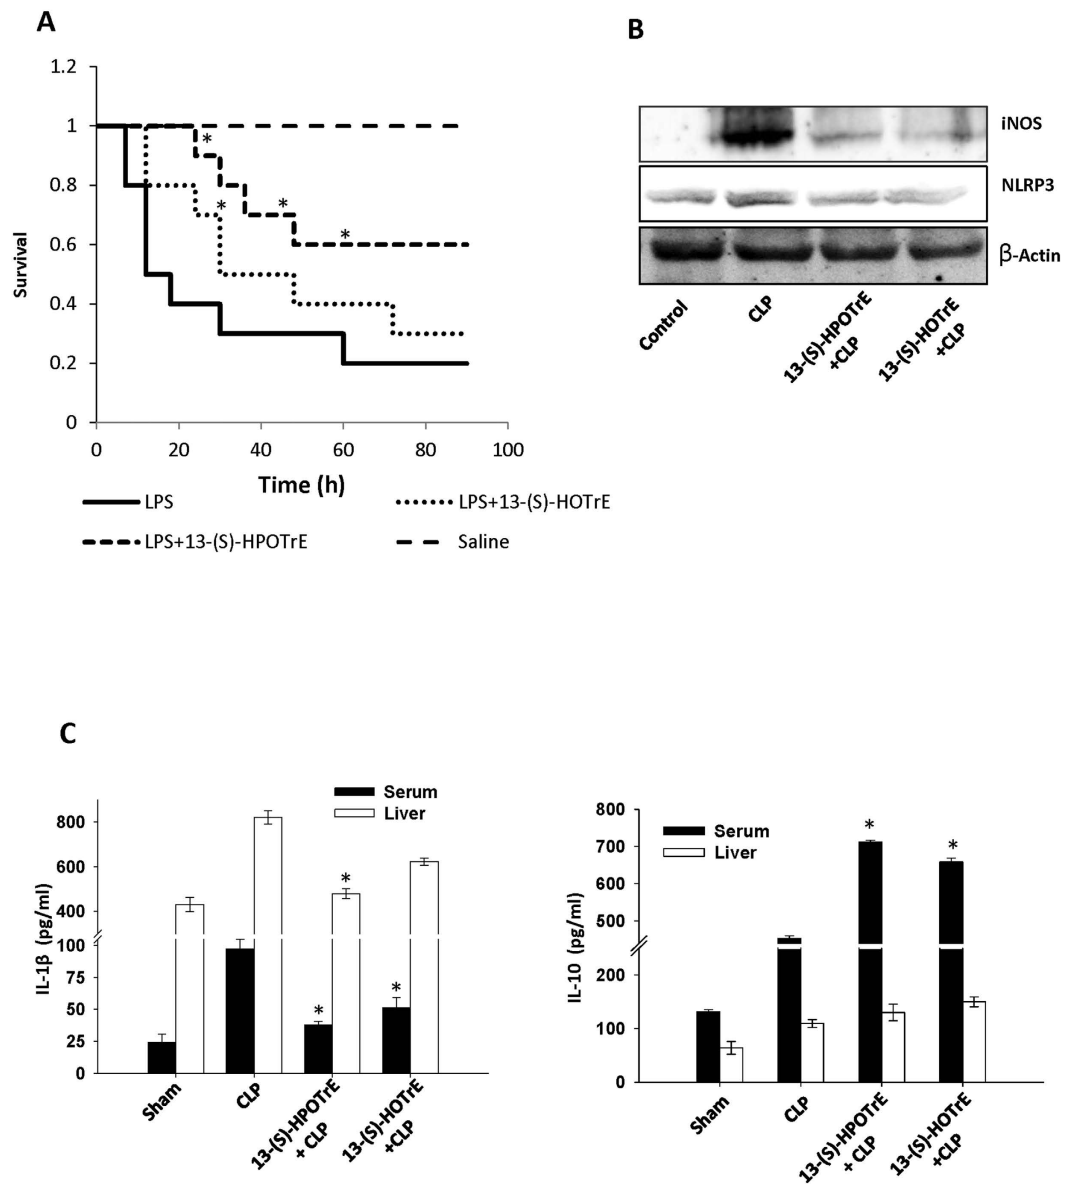 A
1.2
1
0.8
0.6
0.4
0.2
0
Survival
*
*
*
*
0
20
40
60
80
100
Time (h)
LPS
LPS+13-(S)-HOTrE
LPS+13-(S)-HPOTrE
Saline
B
iNOS
NLRP3
β-Actin
Control
CLP
13-(S)-HPOTrE
+CLP
13-(S)-HOTrE
+CLP
C
Serum
Liver
800
600
400
100
75
50
25
0
IL-1β (pg/ml)
*
*
*
Sham
CLP
13-(S)-HPOTrE
+ CLP
13-(S)-HOTrE
+CLP
Serum
Liver
800
700
600
500
200
100
0
IL-10 (pg/ml)
*
*
Sham
CLP
13-(S)-HPOTrE
+ CLP
13-(S)-HOTrE
+CLP